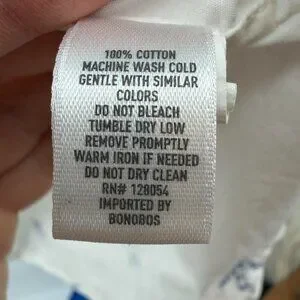 100% COTTON
MACHINE WASH COLD
GENTLE WITH SIMILAR
COLORS
DO NOT BLEACH
TUMBLE DRY LOW
REMOVE PROMPTLY
WARM IRON IF NEEDED
DO NOT DRY CLEAN
RN# 128054
IMPORTED BY
BONOBOS